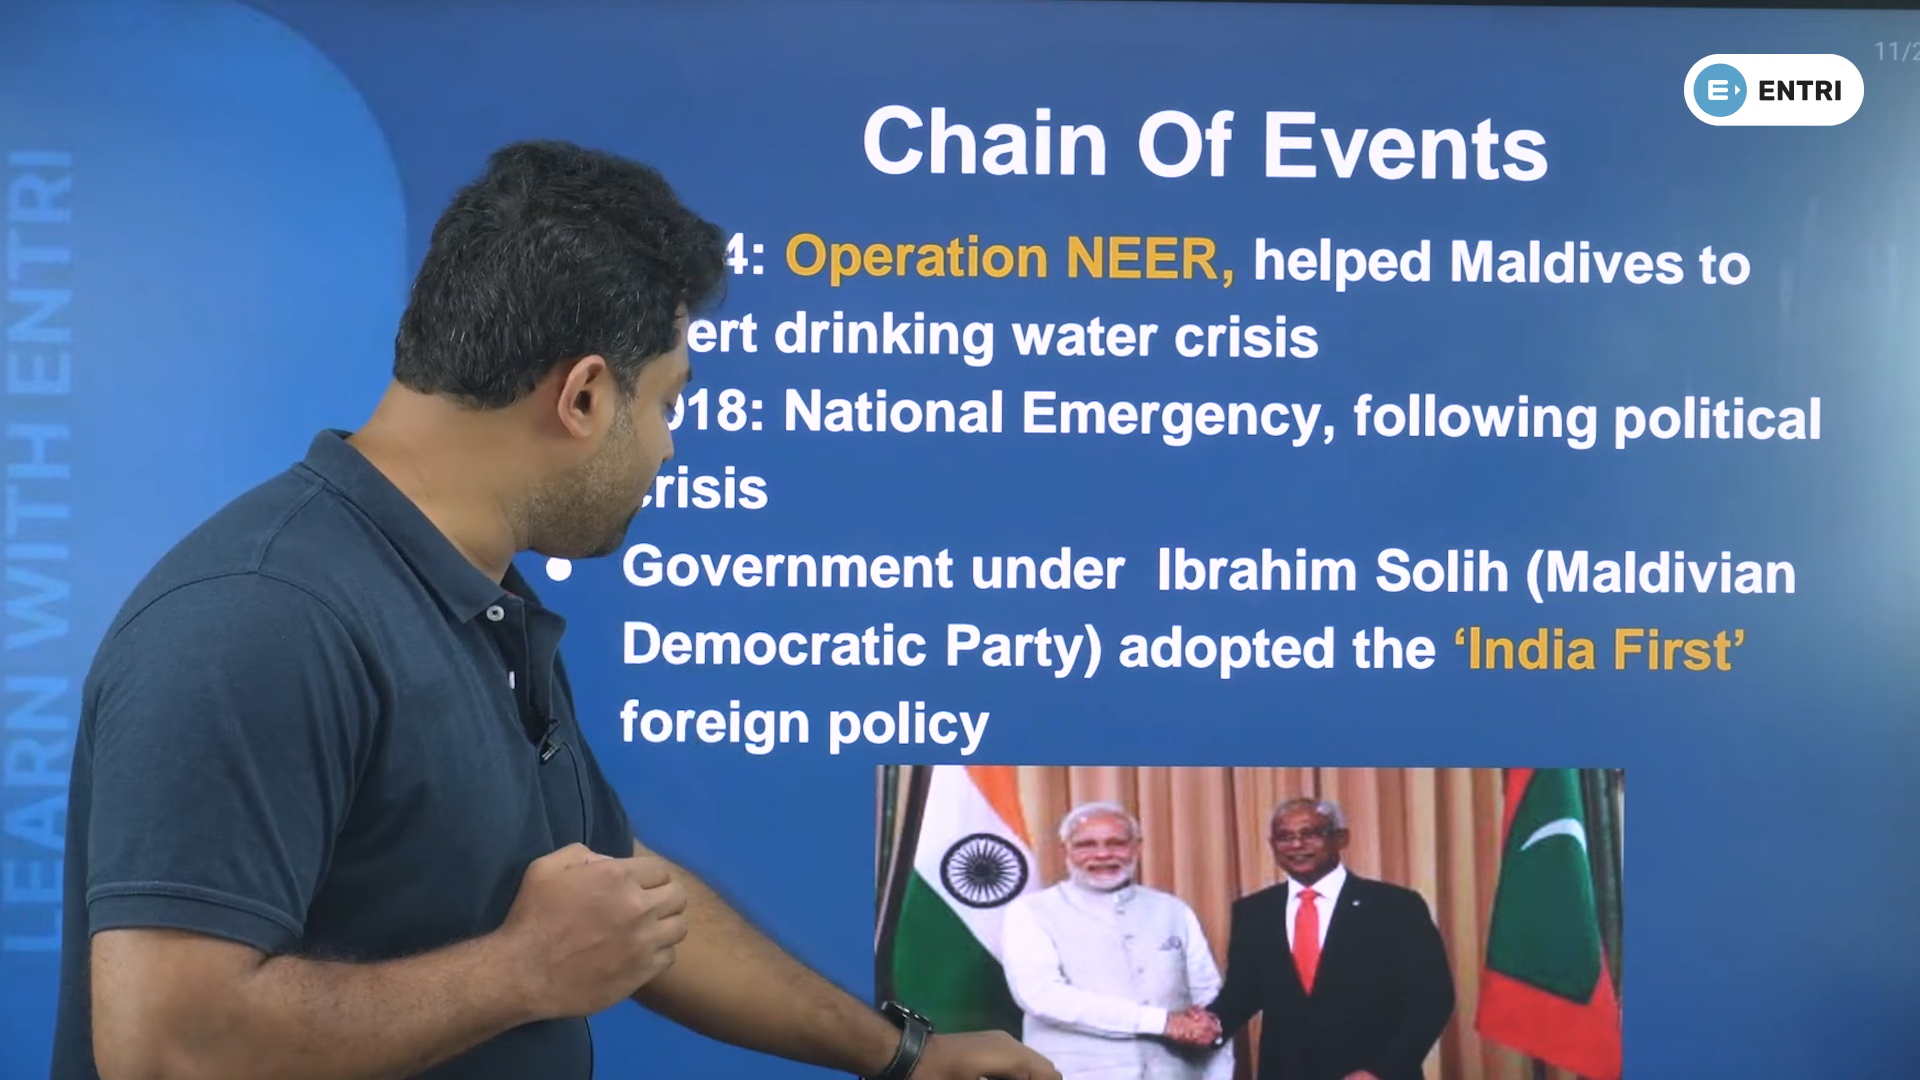 11/2
ENTRI
LEARN WITH ENTRI
Chain Of Events
4: Operation NEER, helped Maldives to
ert drinking water crisis
018: National Emergency, following political
crisis
• Government under Ibrahim Solih (Maldivian
Democratic Party) adopted the ‘India First’
foreign policy